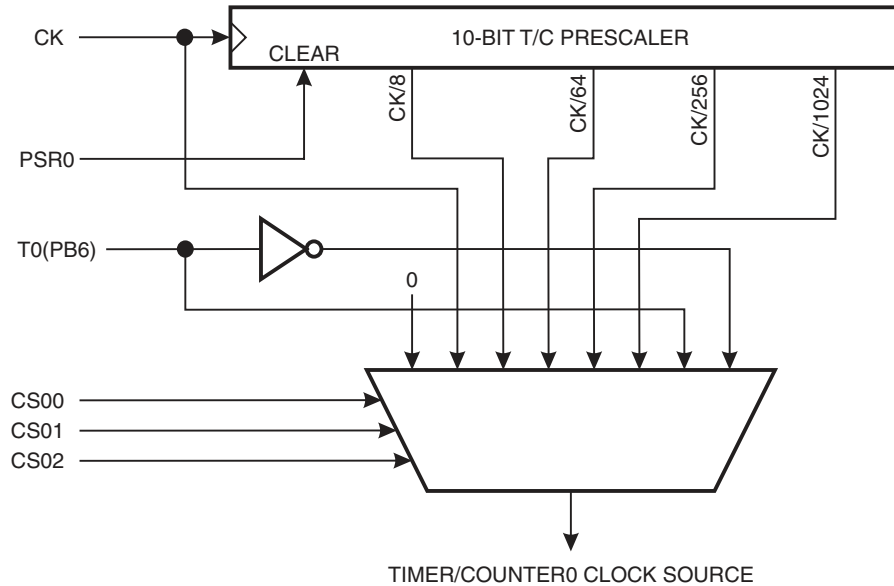 CK
10-BIT T/C PRESCALER
CLEAR
CK/8
CK/64
CK/256
CK/1024
PSR0
T0(PB6)
0
CS00
CS01
CS02
TIMER/COUNTER0 CLOCK SOURCE